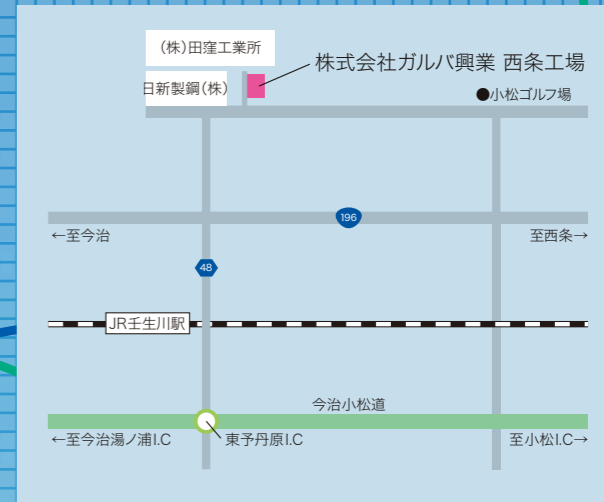 (株)田窪工業所
株式会社ガルバ興業 西条工場
日新製鋼(株)
●小松ゴルフ場
196
←至今治
至西条→
48
JR壬生川駅
今治小松道
←至今治湯ノ浦I.C
東予丹原I.C
至小松I.C→